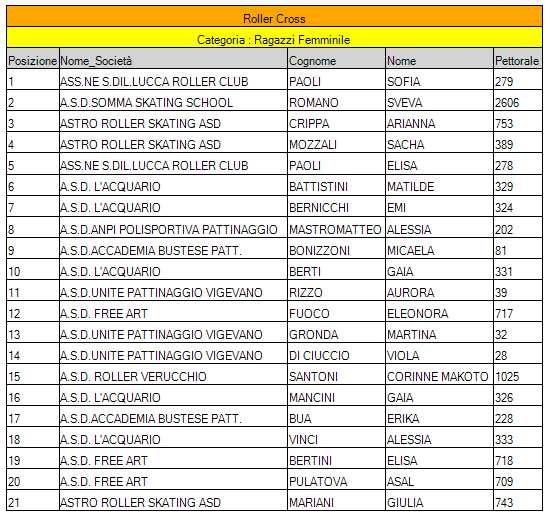 Roller Cross
Categoria : Ragazzi Femminile
Posizione Nome_Società Cognome Nome Pettorale
1 ASS.NE S.DIL.LUCCA ROLLER CLUB PAOLI SOFIA 279
2 A.S.D.SOMMA SKATING SCHOOL ROMANO SVEVA 2606
3 ASTRO ROLLER SKATING ASD CRIPPA ARIANNA 753
4 ASTRO ROLLER SKATING ASD MOZZALI SACHA 389
5 ASS.NE S.DIL.LUCCA ROLLER CLUB PAOLI ELISA 278
6 A.S.D. L'ACQUARIO BATTISTINI MATILDE 329
7 A.S.D. L'ACQUARIO BERNICCHI EMI 324
8 A.S.D.ANPI POLISPORTIVA PATTINAGGIO MASTROMATTEO ALESSIA 202
9 A.S.D.ACCADEMIA BUSTESE PATT. BONIZZONI MICAELA 81
10 A.S.D. L'ACQUARIO BERTI GAIA 331
11 A.S.D.UNITE PATTINAGGIO VIGEVANO RIZZO AURORA 39
12 A.S.D. FREE ART FUOCO ELEONORA 717
13 A.S.D.UNITE PATTINAGGIO VIGEVANO GRONDA MARTINA 32
14 A.S.D.UNITE PATTINAGGIO VIGEVANO DI CIUCCIO VIOLA 28
15 A.S.D. ROLLER VERUCCHIO SANTONI CORINNE MAKOTO 1025
16 A.S.D. L'ACQUARIO MANCINI GAIA 326
17 A.S.D.ACCADEMIA BUSTESE PATT. BUA ERIKA 228
18 A.S.D. L'ACQUARIO VINCI ALESSIA 333
19 A.S.D. FREE ART BERTINI ELISA 718
20 A.S.D. FREE ART PULATOVA ASAL 709
21 ASTRO ROLLER SKATING ASD MARIANI GIULIA 743